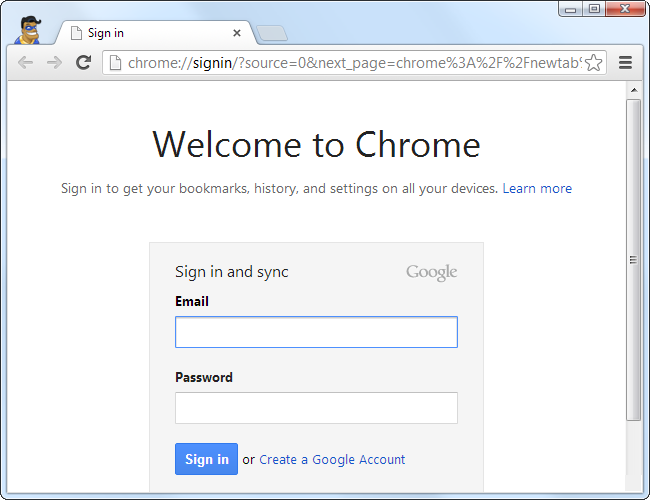 Sign in
chrome://signin/?source=0&next_page=chrome%3A%2F%2Fnewtab%
Welcome to Chrome
Sign in to get your bookmarks, history, and settings on all your devices. Learn more
Sign in and sync Google
Email
Password
Sign in or Create a Google Account